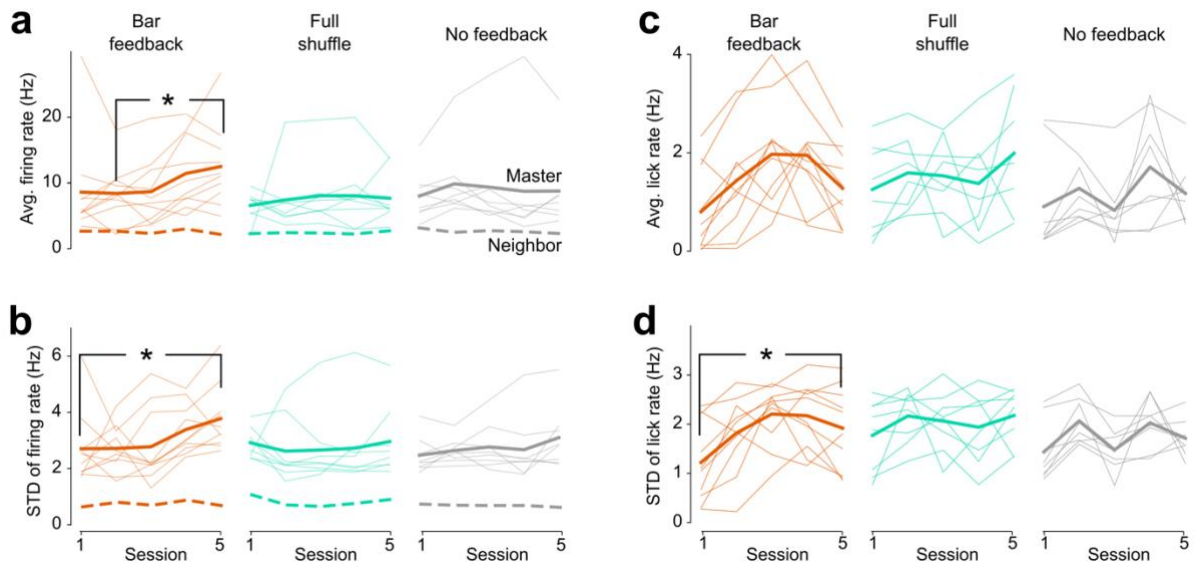 a
Bar
feedback
Full
shuffle
No feedback
Avg. firing rate (Hz)
20
10
0
*
Master
Neighbor
b
STD of firing rate (Hz)
6
4
2
0
*
1
Session
5
1
Session
5
1
Session
5
c
Bar
feedback
Full
shuffle
No feedback
Avg. lick rate (Hz)
4
2
0
d
STD of lick rate (Hz)
3
2
1
0
*
1
Session
5
1
Session
5
1
Session
5